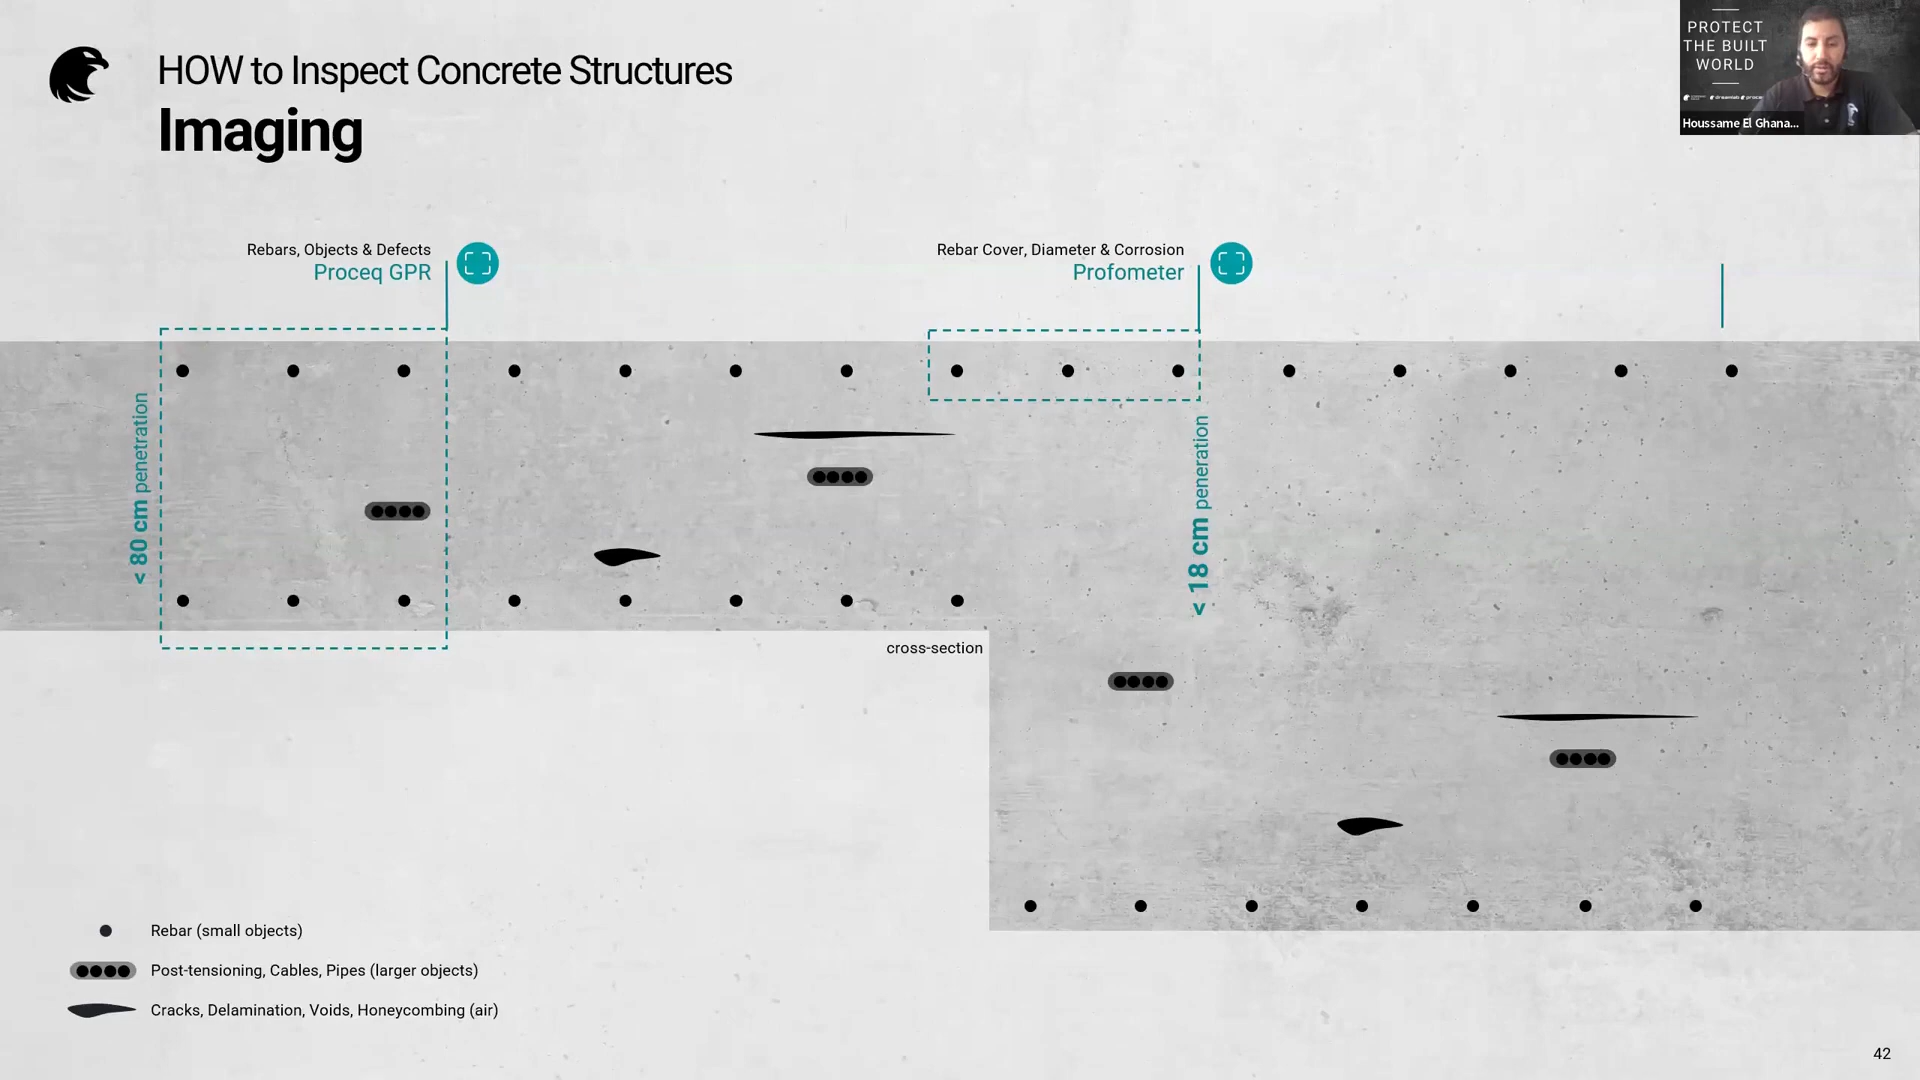 HOW to Inspect Concrete Structures
Imaging
PROTECT
THE BUILT
WORLD
Houssame El Ghana...
Rebars, Objects & Defects
Proceq GPR
Rebar Cover, Diameter & Corrosion
Profometer
< 80 cm penetration
< 18 cm peneration
cross-section
Rebar (small objects)
Post-tensioning, Cables, Pipes (larger objects)
Cracks, Delamination, Voids, Honeycombing (air)
42